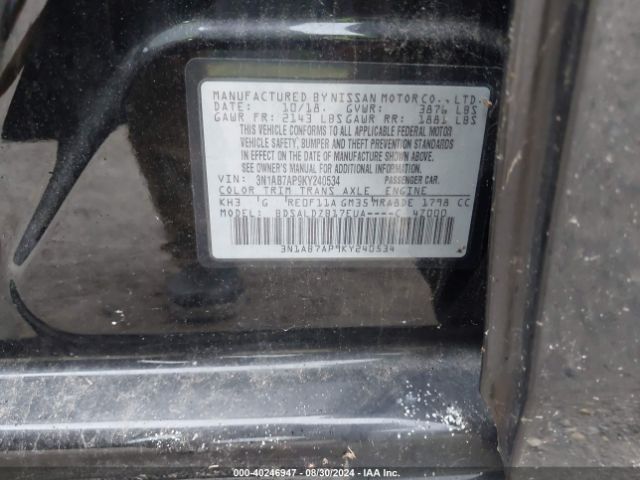 MANUFACTURED BY NISSAN MOTOR CO., LTD.
DATE: 10/18. GVWR: 3876 LBS
GAWR FR: 2143 LBS GAWR RR: 1881 LBS
THIS VEHICLE CONFORMS TO ALL APPLICABLE FEDERAL MOTOR
VEHICLE SAFETY, BUMPER AND THEFT PREVENTION STANDARDS
IN EFFECT ON THE DATE OF MANUFACTURE SHOWN ABOVE.
SEE OWNER'S MANUAL FOR ADDITIONAL INFORMATION.
VIN: 3N1AB7AP9KY240534 PASSENGER CAR.
COLOR TRIM TRANS AXLE ENGINE
KH3 G RE0F11A GM35 MRA8DE 1798 CC
MODEL: BDSALDZB17EUA----C 47000
3N1AB7AP9KY240534
000-40246947 - 08/30/2024 - IAA Inc.